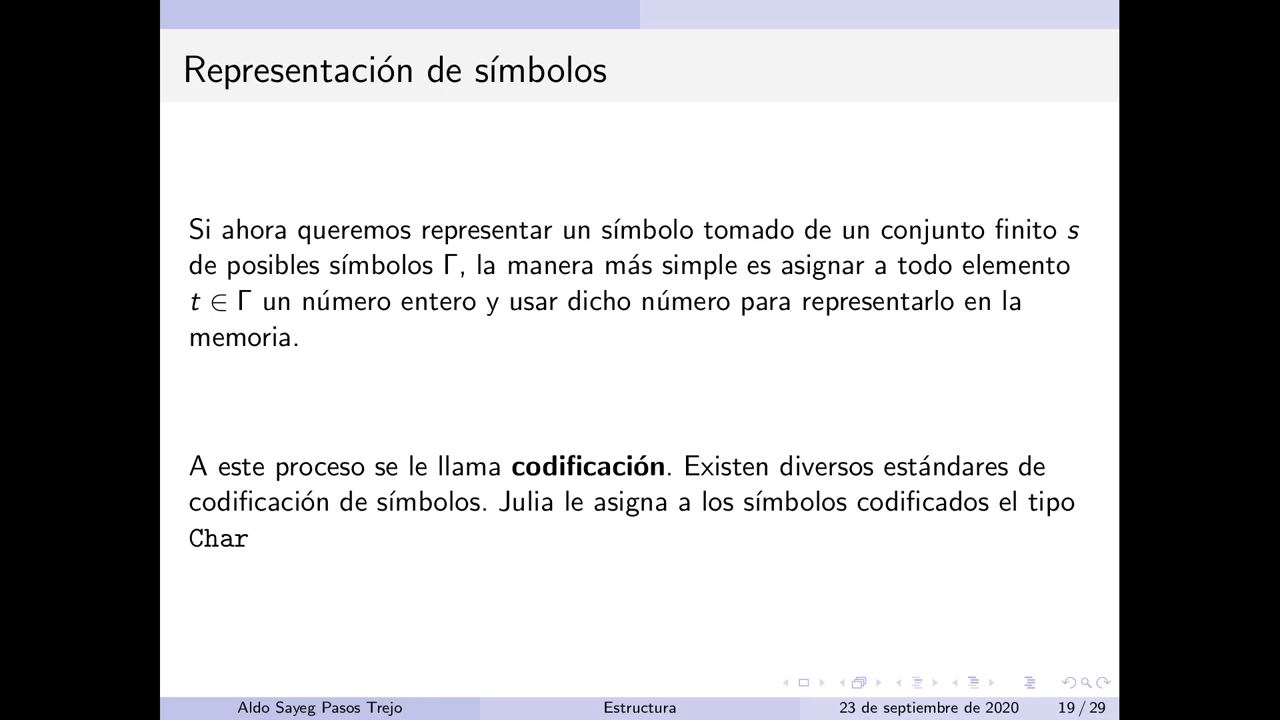 Representación de símbolos
Si ahora queremos representar un símbolo tomado de un conjunto finito s
de posibles símbolos Γ, la manera más simple es asignar a todo elemento
t ∈ Γ un número entero y usar dicho número para representarlo en la
memoria.
A este proceso se le llama codificación. Existen diversos estándares de
codificación de símbolos. Julia le asigna a los símbolos codificados el tipo
Char
Aldo Sayeg Pasos Trejo
Estructura
23 de septiembre de 2020
19 / 29